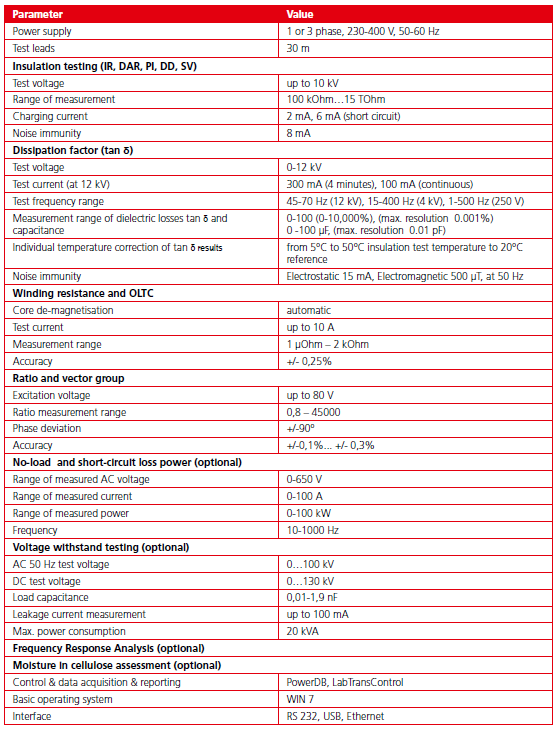 Parameter Value
Power supply 1 or 3 phase, 230-400 V, 50-60 Hz
Test leads 30 m
Insulation testing (IR, DAR, PI, DD, SV)
Test voltage up to 10 kV
Range of measurement 100 kOhm…15 TOhm
Charging current 2 mA, 6 mA (short circuit)
Noise immunity 8 mA
Dissipation factor (tan δ)
Test voltage 0-12 kV
Test current (at 12 kV) 300 mA (4 minutes), 100 mA (continuous)
Test frequency range 45-70 Hz (12 kV), 15-400 Hz (4 kV), 1-500 Hz (250 V)
Measurement range of dielectric losses tan δ and 0-100 (0-10,000%), (max. resolution 0.001%)
capacitance 0 -100 µF, (max. resolution 0.01 pF)
Individual temperature correction of tan δ results from 5ºC to 50ºC insulation test temperature to 20ºC
reference
Noise immunity Electrostatic 15 mA, Electromagnetic 500 µT, at 50 Hz
Winding resistance and OLTC
Core de-magnetisation automatic
Test current up to 10 A
Measurement range 1 µOhm – 2 kOhm
Accuracy +/- 0,25%
Ratio and vector group
Excitation voltage up to 80 V
Ratio measurement range 0,8 – 45000
Phase deviation +/-90º
Accuracy +/-0,1%... +/- 0,3%
No-load and short-circuit loss power (optional)
Range of measured AC voltage 0-650 V
Range of measured current 0-100 A
Range of measured power 0-100 kW
Frequency 10-1000 Hz
Voltage withstand testing (optional)
AC 50 Hz test voltage 0…100 kV
DC test voltage 0…130 kV
Load capacitance 0,01-1,9 nF
Leakage current measurement up to 100 mA
Max. power consumption 20 kVA
Frequency Response Analysis (optional)
Moisture in cellulose assessment (optional)
Control & data acquisition & reporting PowerDB, LabTransControl
Basic operating system WIN 7
Interface RS 232, USB, Ethernet